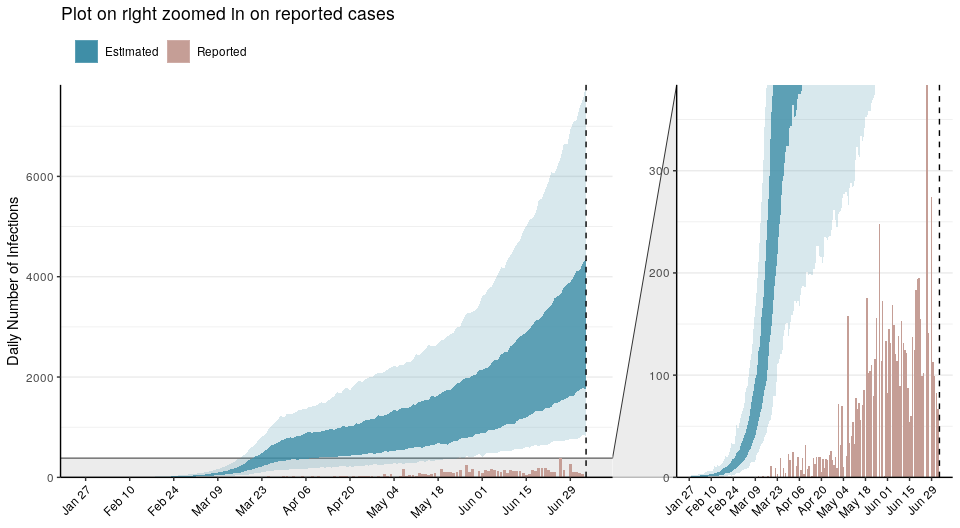 Plot on right zoomed in on reported cases
Estimated Reported
Daily Number of Infections
6000
4000
2000
0
Jan 27 Feb 10 Feb 24 Mar 09 Mar 23 Apr 06 Apr 20 May 04 May 18 Jun 01 Jun 15 Jun 29
300
200
100
0
Jan 27 Feb 10 Feb 24 Mar 09 Mar 23 Apr 06 Apr 20 May 04 May 18 Jun 01 Jun 15 Jun 29